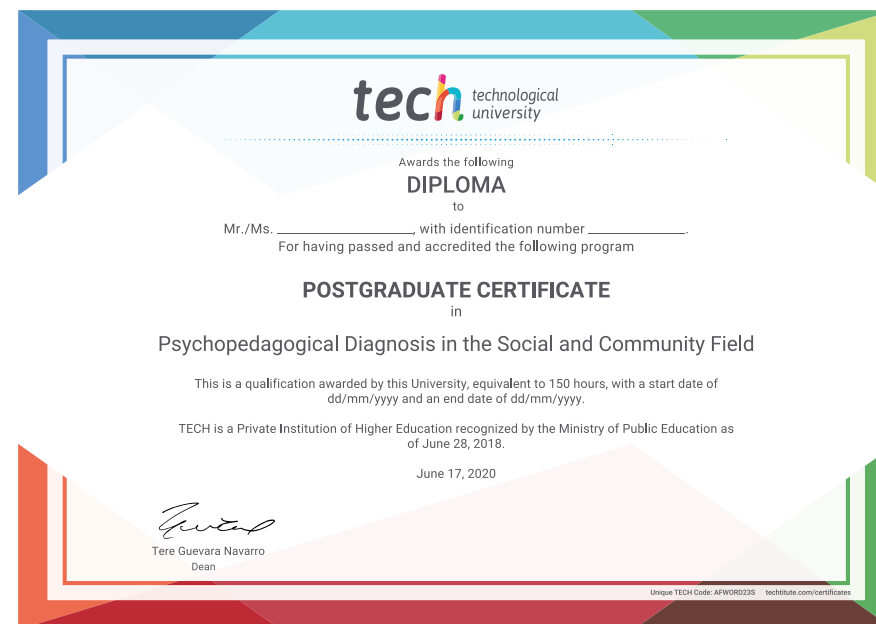 tech technological
university
Awards the following
DIPLOMA
to
Mr./Ms. ____________________, with identification number ______________.
For having passed and accredited the following program
POSTGRADUATE CERTIFICATE
in
Psychopedagogical Diagnosis in the Social and Community Field
This is a qualification awarded by this University, equivalent to 150 hours, with a start date of
dd/mm/yyyy and an end date of dd/mm/yyyy.
TECH is a Private Institution of Higher Education recognized by the Ministry of Public Education as
of June 28, 2018.
June 17, 2020
Tere Guevara Navarro
Dean
Unique TECH Code: AFWORD23S techtitute.com/certificates